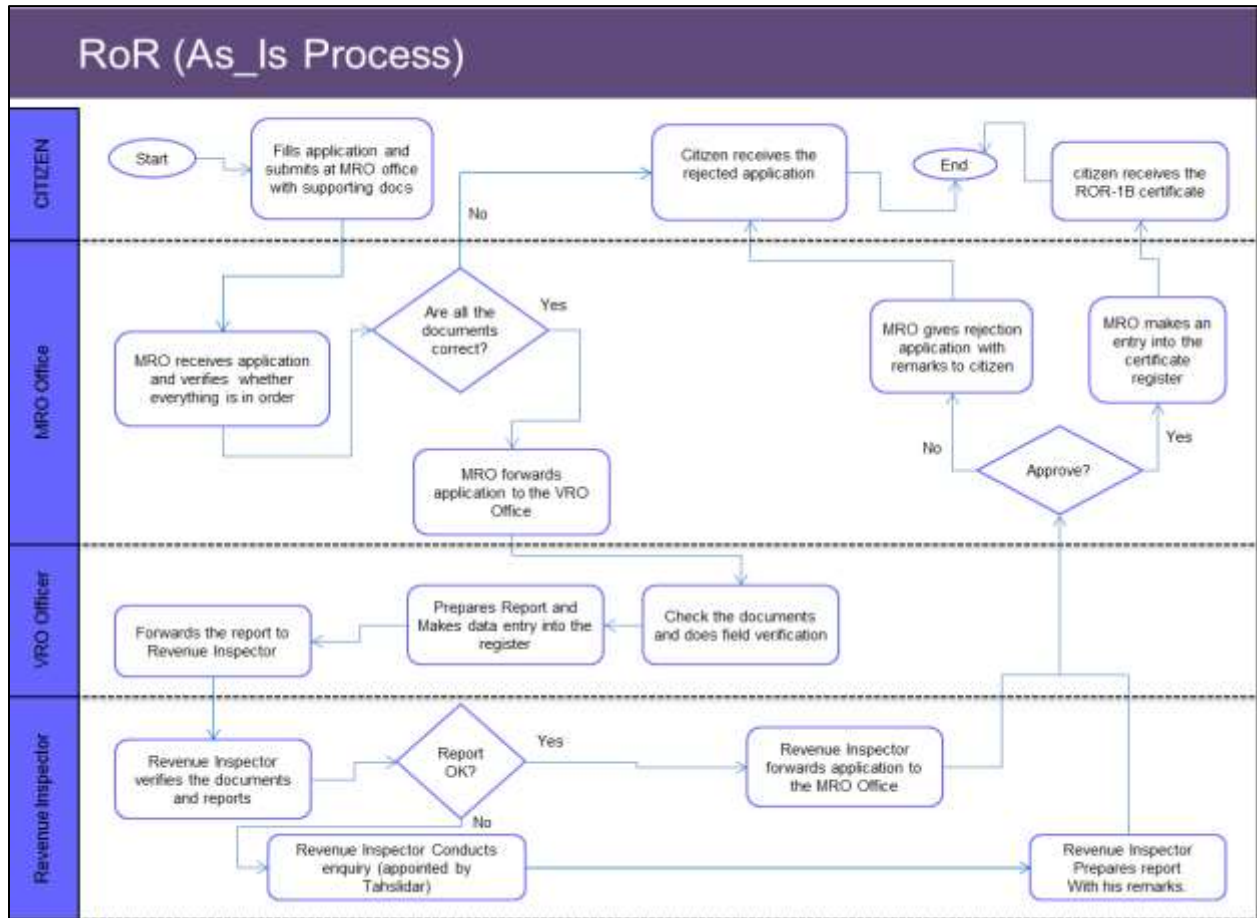 RoR (As_Is Process)
CITIZEN
Start
Fills application and
submits at MRO office
with supporting docs
Citizen receives the
rejected application
End
citizen receives the
ROR-1B certificate
No
MRO Office
MRO receives application
and verifies whether
everything is in order
Are all the
documents
correct?
Yes
MRO forwards
application to the VRO
Office
MRO gives rejection
application with
remarks to citizen
MRO makes an
entry into the
certificate
register
No
Approve?
Yes
VRO Officer
Forwards the report to
Revenue Inspector
Prepares Report and
Makes data entry into the
register
Check the documents
and does field verification
Revenue Inspector
Revenue Inspector
verifies the documents
and reports
Report
OK?
Yes
Revenue Inspector
forwards application to
the MRO Office
No
Revenue Inspector Conducts
enquiry (appointed by
Tahslidar)
Revenue Inspector
Prepares report
With his remarks.